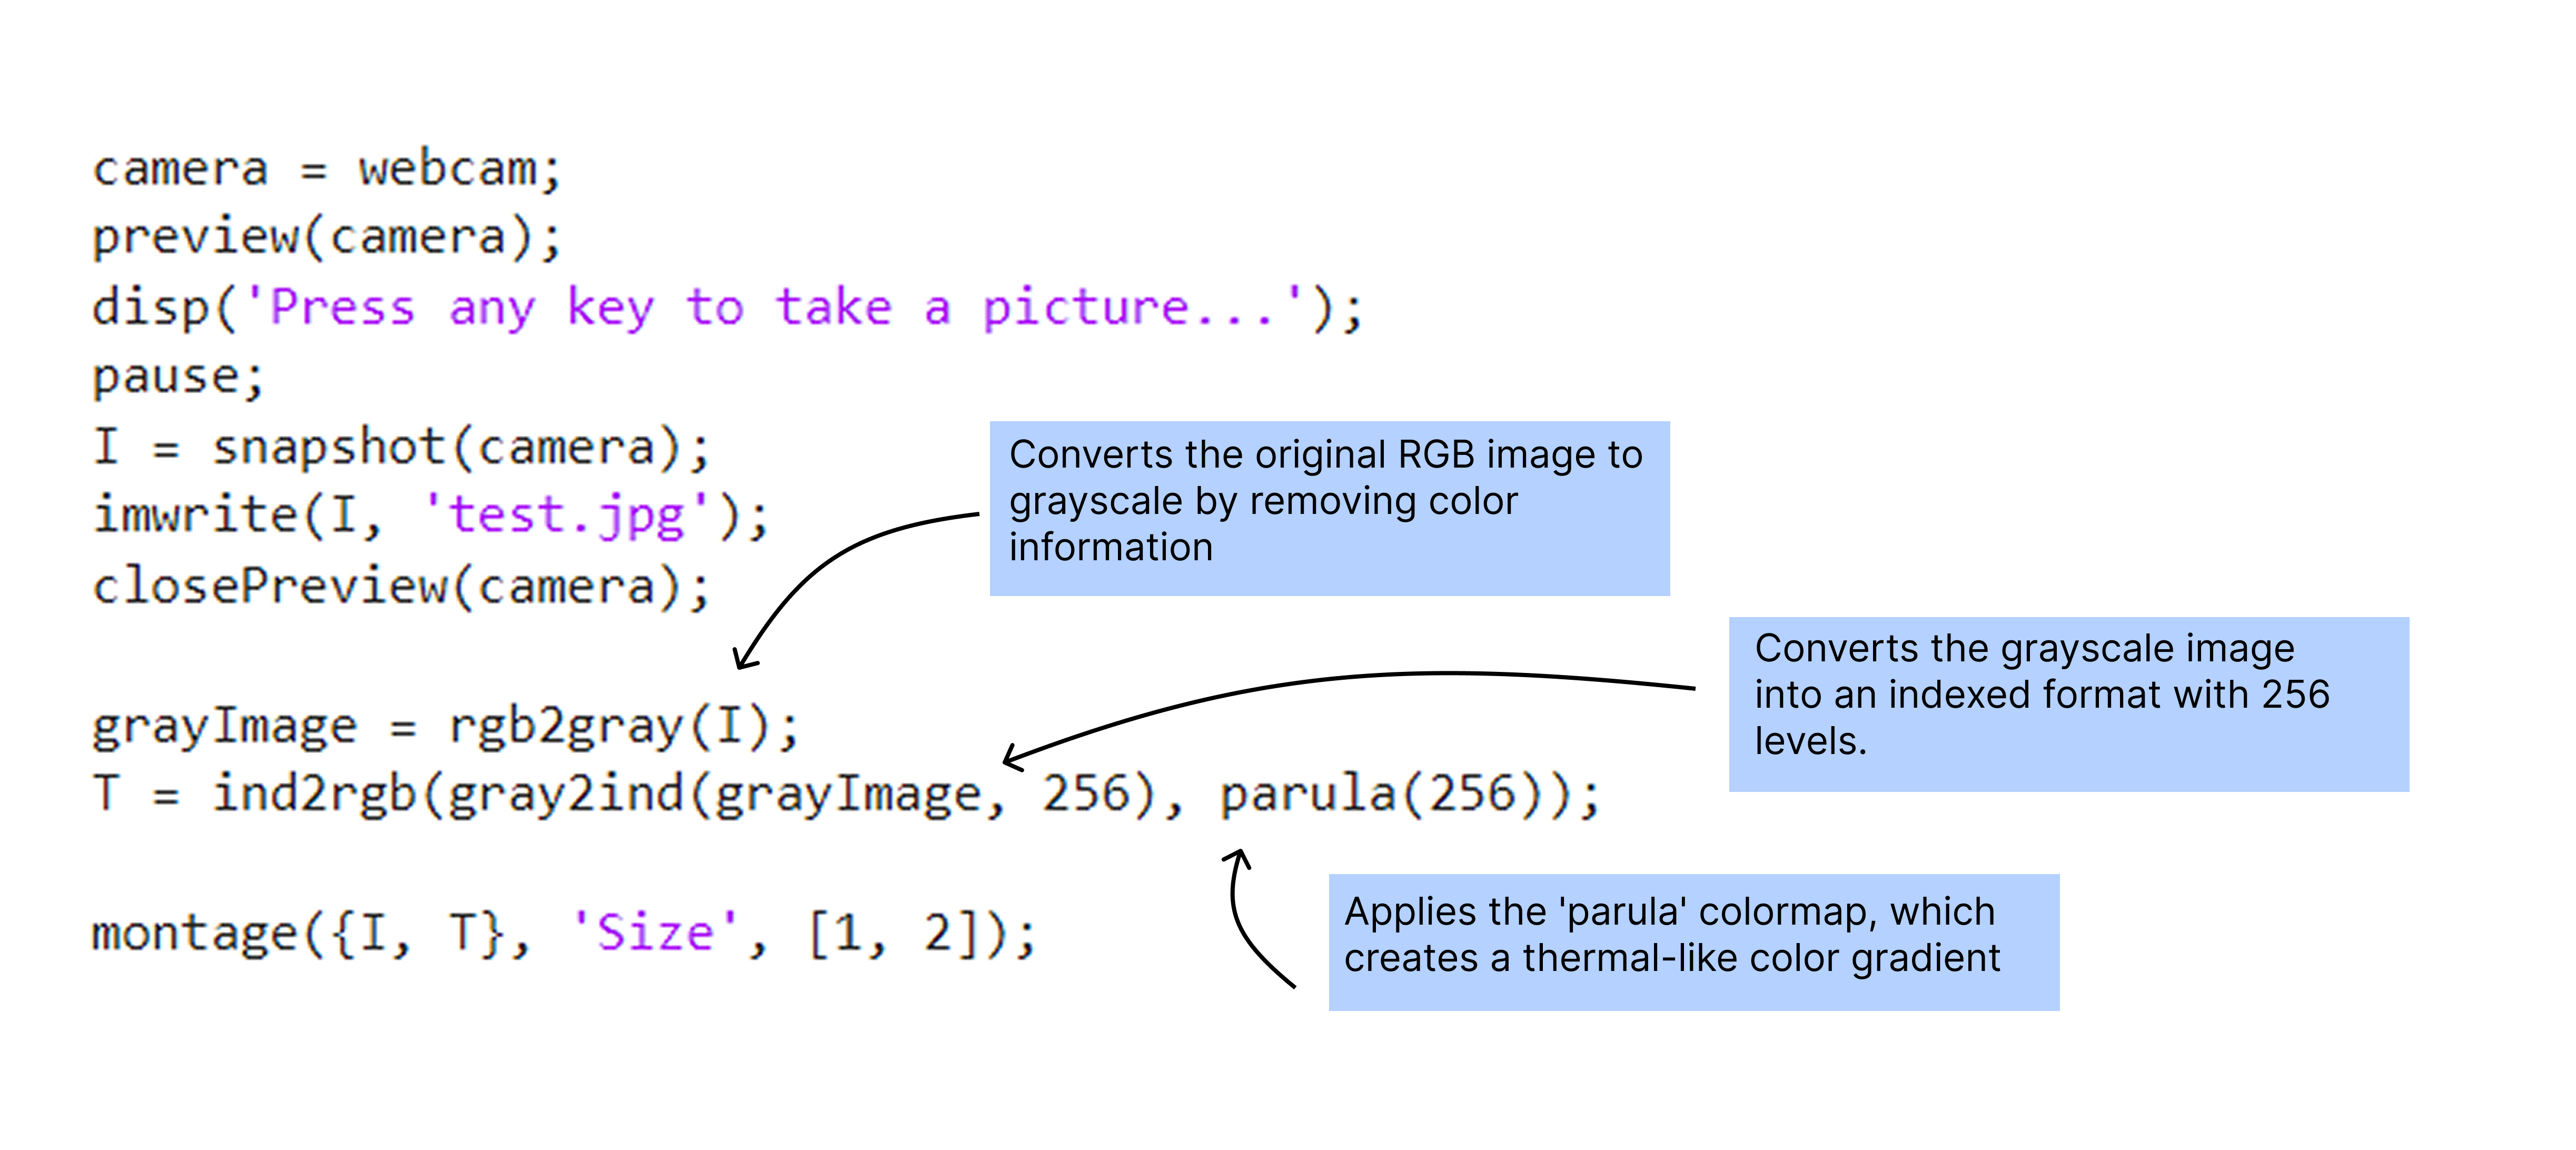 camera = webcam;
preview(camera);
disp('Press any key to take a picture...');
pause;
I = snapshot(camera);
imwrite(I, 'test.jpg');
closePreview(camera);
Converts the original RGB image to
grayscale by removing color
information
grayImage = rgb2gray(I);
T = ind2rgb(gray2ind(grayImage, 256), parula(256));
Converts the grayscale image
into an indexed format with 256
levels.
montage({I, T}, 'Size', [1, 2]);
Applies the 'parula' colormap, which
creates a thermal-like color gradient